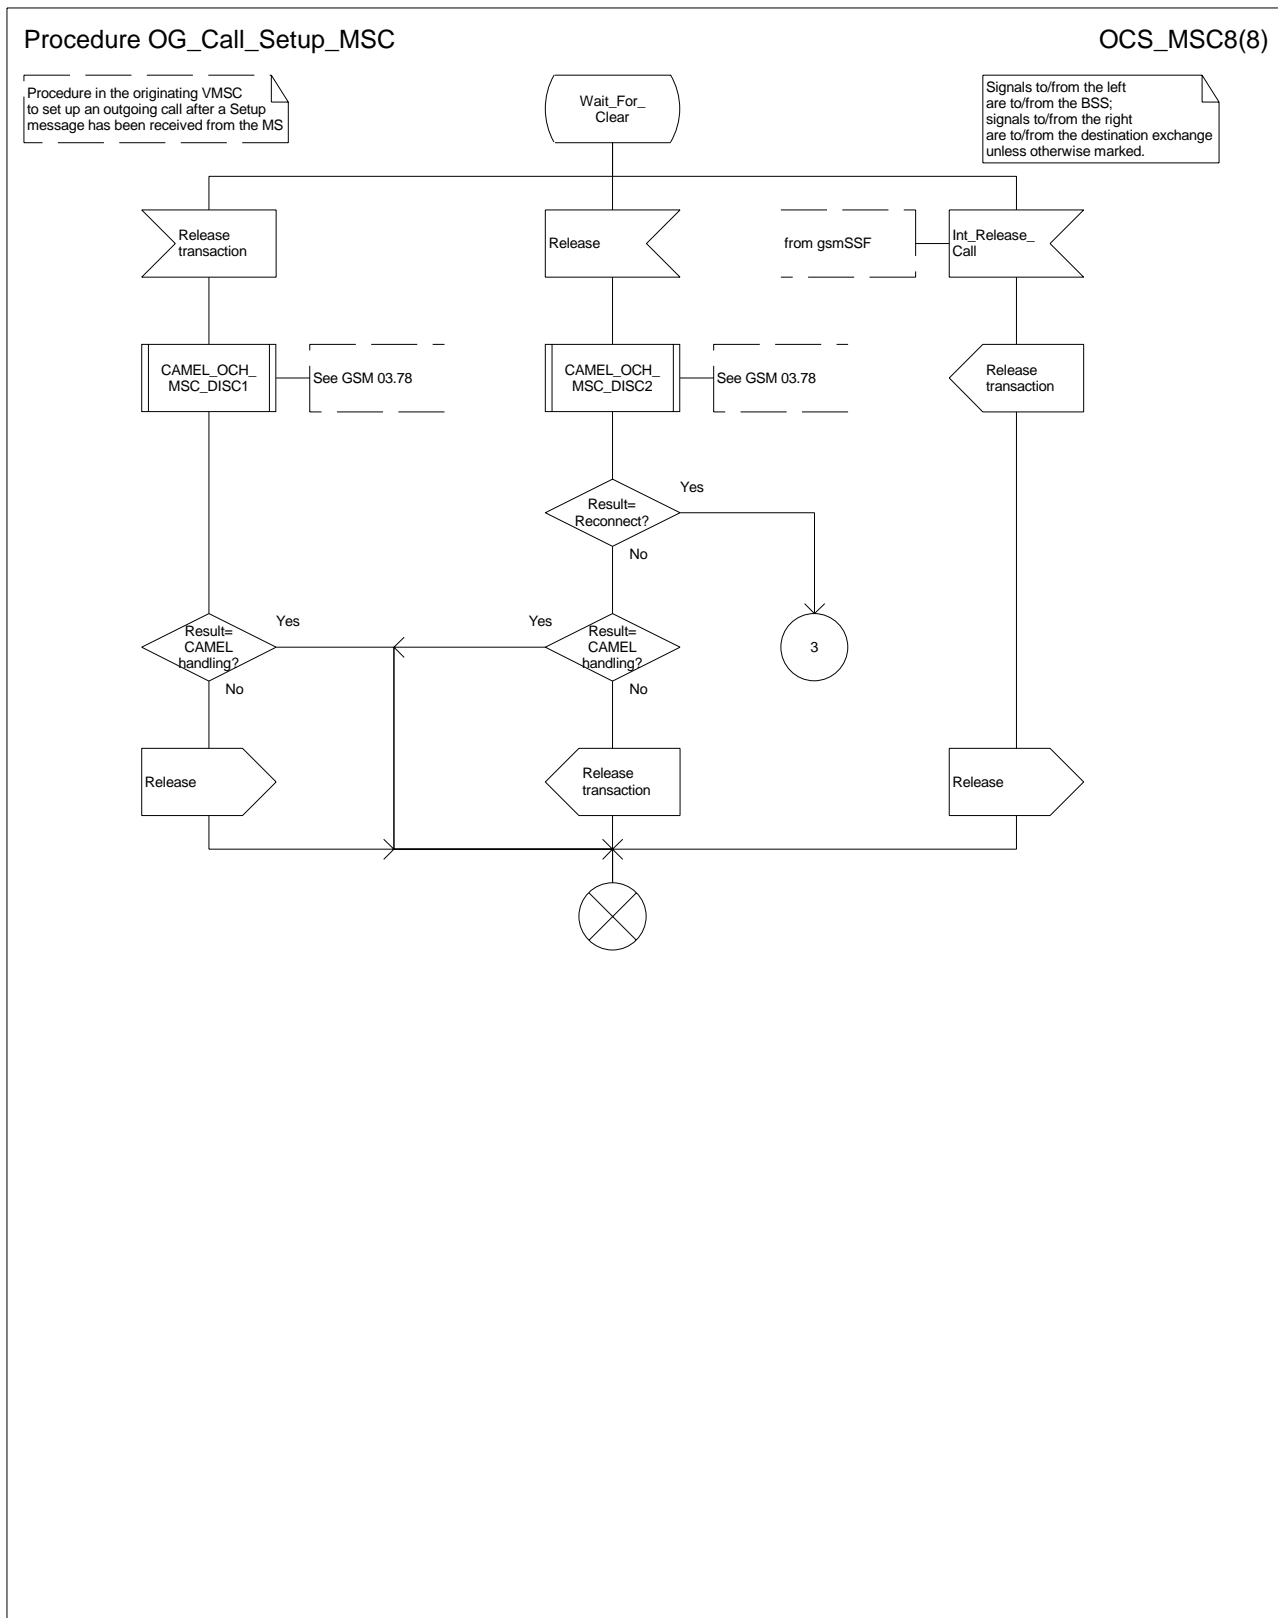 Procedure OG_Call_Setup_MSC
OCS_MSC8(8)
Procedure in the originating VMSC
to set up an outgoing call after a Setup
message has been received from the MS
Wait_For_
Clear
Signals to/from the left
are to/from the BSS;
signals to/from the right
are to/from the destination exchange
unless otherwise marked.
Release
transaction
Release
from gsmSSF
Int_Release_
Call
CAMEL_OCH_
MSC_DISC1
See GSM 03.78
CAMEL_OCH_
MSC_DISC2
See GSM 03.78
Release
transaction
Result=
Reconnect?
Yes
No
Result=
CAMEL
handling?
Yes
No
Yes
Result=
CAMEL
handling?
No
3
Release
Release
transaction
Release